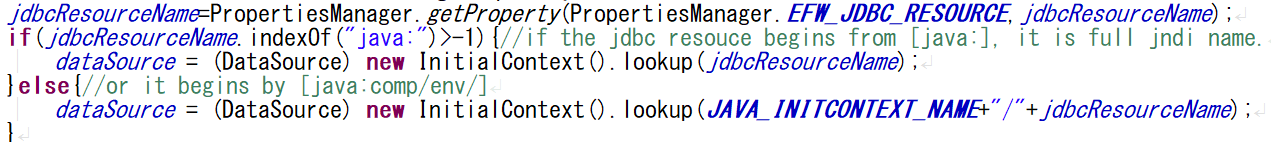 jdbcResourceName=PropertiesManager.getProperty(PropertiesManager.EFW_JDBC_RESOURCE,jdbcResourceName);
if(jdbcResourceName.indexOf("java:")>-1){//if the jdbc resouce begins from [java:], it is full jndi name.
dataSource = (DataSource) new InitialContext().lookup(jdbcResourceName);
}else{//or it begins by [java:comp/env/]
dataSource = (DataSource) new InitialContext().lookup(JAVA_INITCONTEXT_NAME+"/"+jdbcResourceName);
}